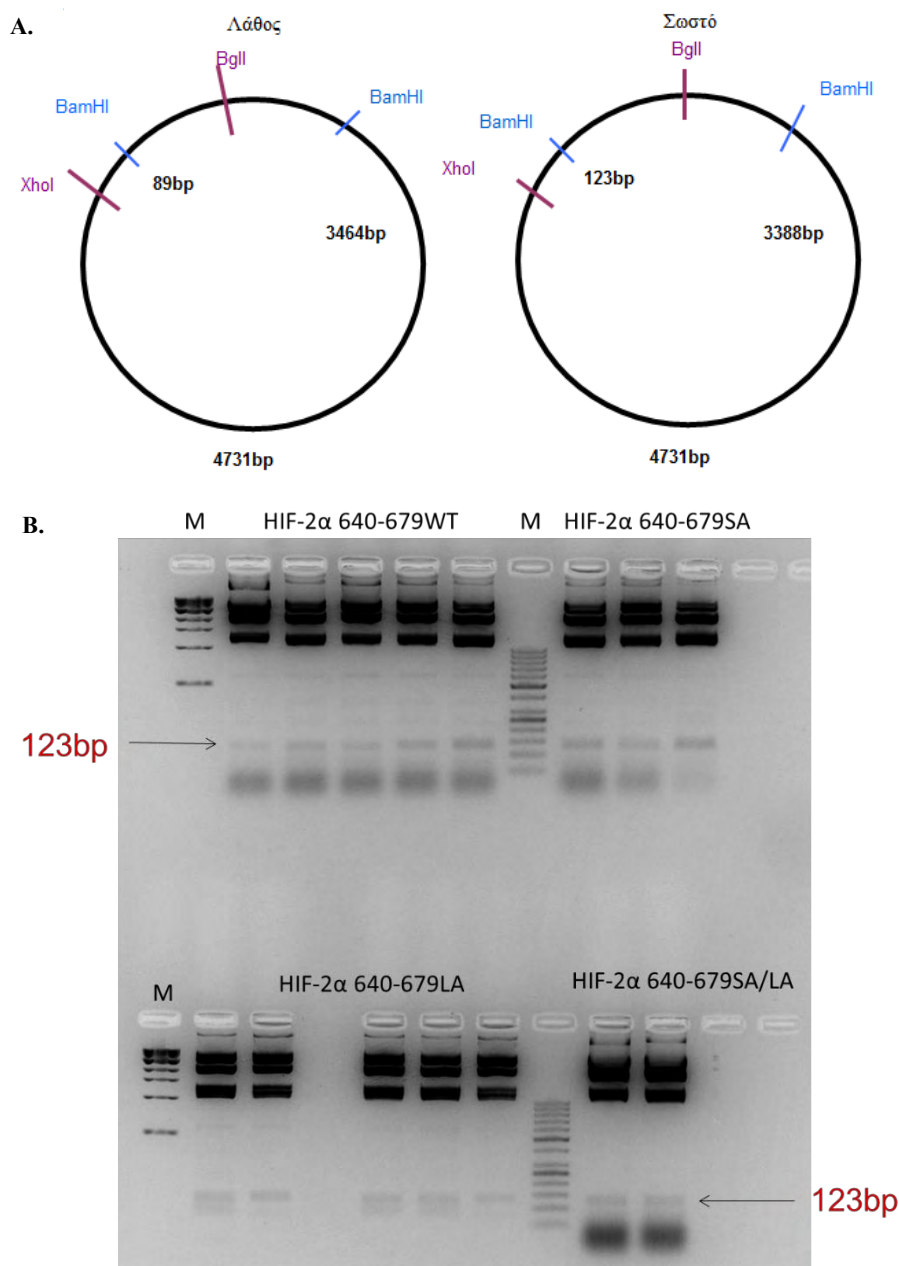 A.
Λάθος
BglI
BamHI
BamHI
XhoI
89bp
3464bp
4731bp
Σωστό
BglI
BamHI
BamHI
XhoI
123bp
3388bp
4731bp
B.
M
HIF-2α 640-679WT
M
HIF-2α 640-679SA
123bp
M
HIF-2α 640-679LA
HIF-2α 640-679SA/LA
123bp